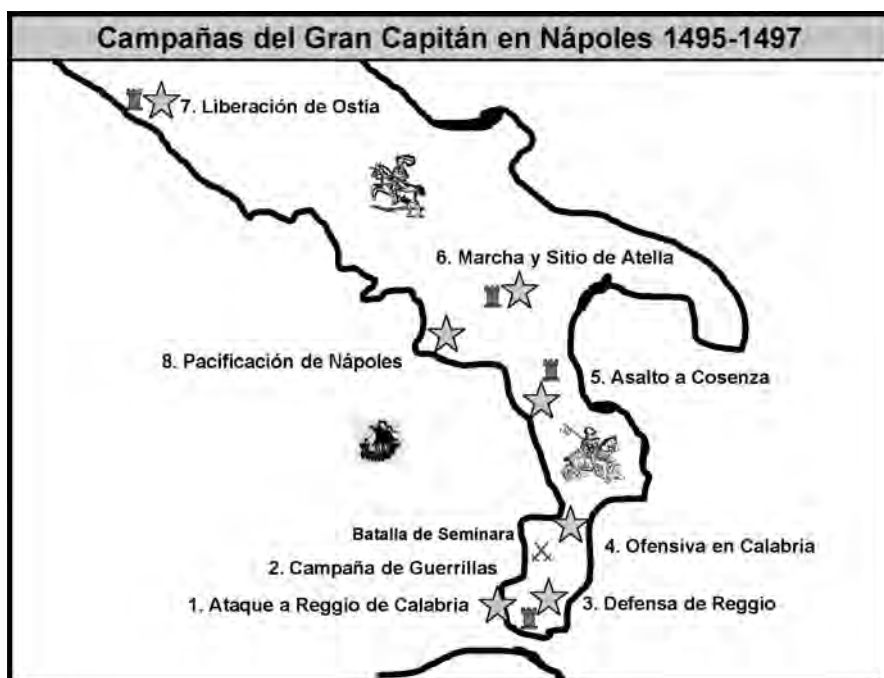 Campañas del Gran Capitán en Nápoles 1495-1497
7. Liberación de Ostia
6. Marcha y Sitio de Atella
8. Pacificación de Nápoles
5. Asalto a Cosenza
Batalla de Seminara
4. Ofensiva en Calabria
2. Campaña de Guerrillas
1. Ataque a Reggio de Calabria
3. Defensa de Reggio